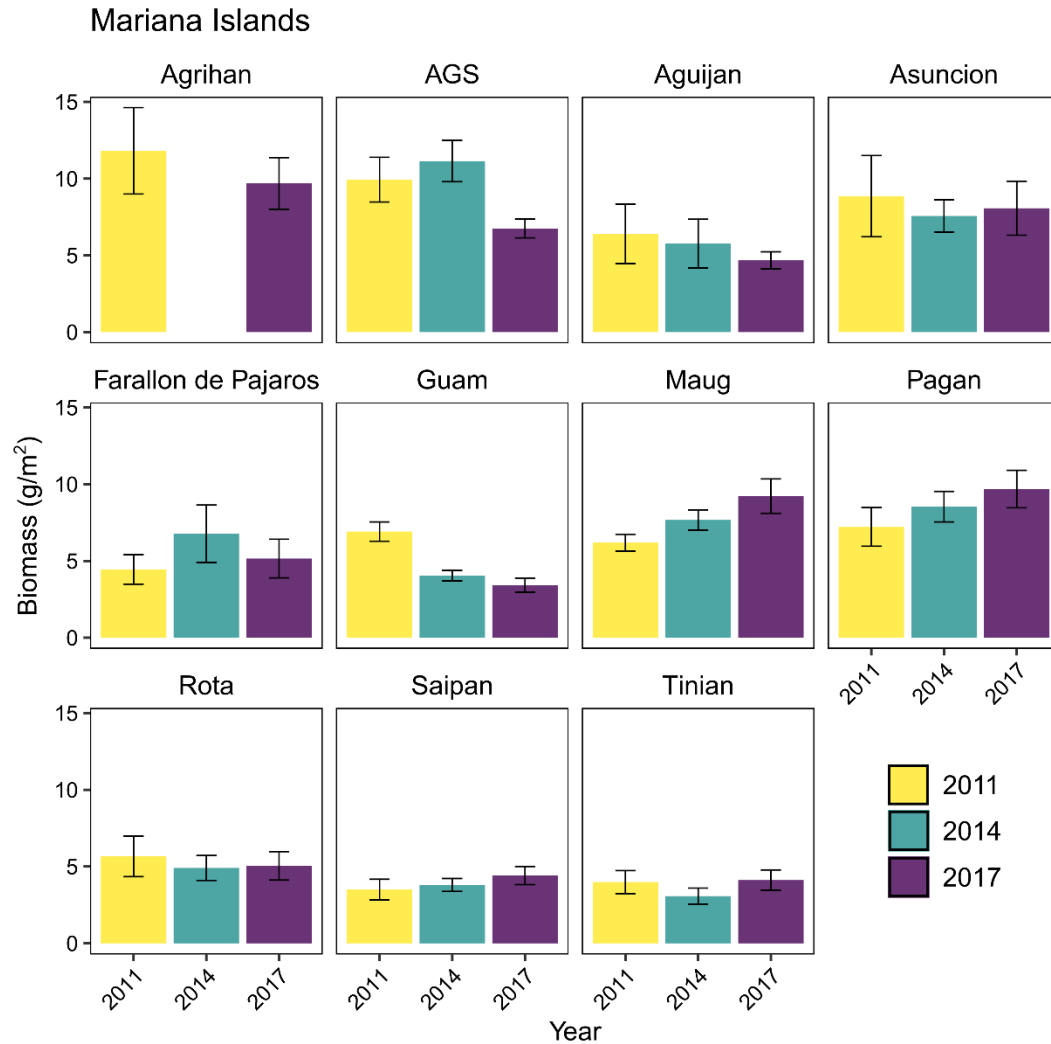 Mariana Islands
Agrihan AGS Aguijan Asuncion
15
10
5
0
Farallon de Pajaros Guam Maug Pagan
15
10
5
0
2011 2014 2017
Rota Saipan Tinian
15
10
5
0
2011 2014 2017 2011 2014 2017 2011 2014 2017
Biomass (g/m²)
Year
2011
2014
2017